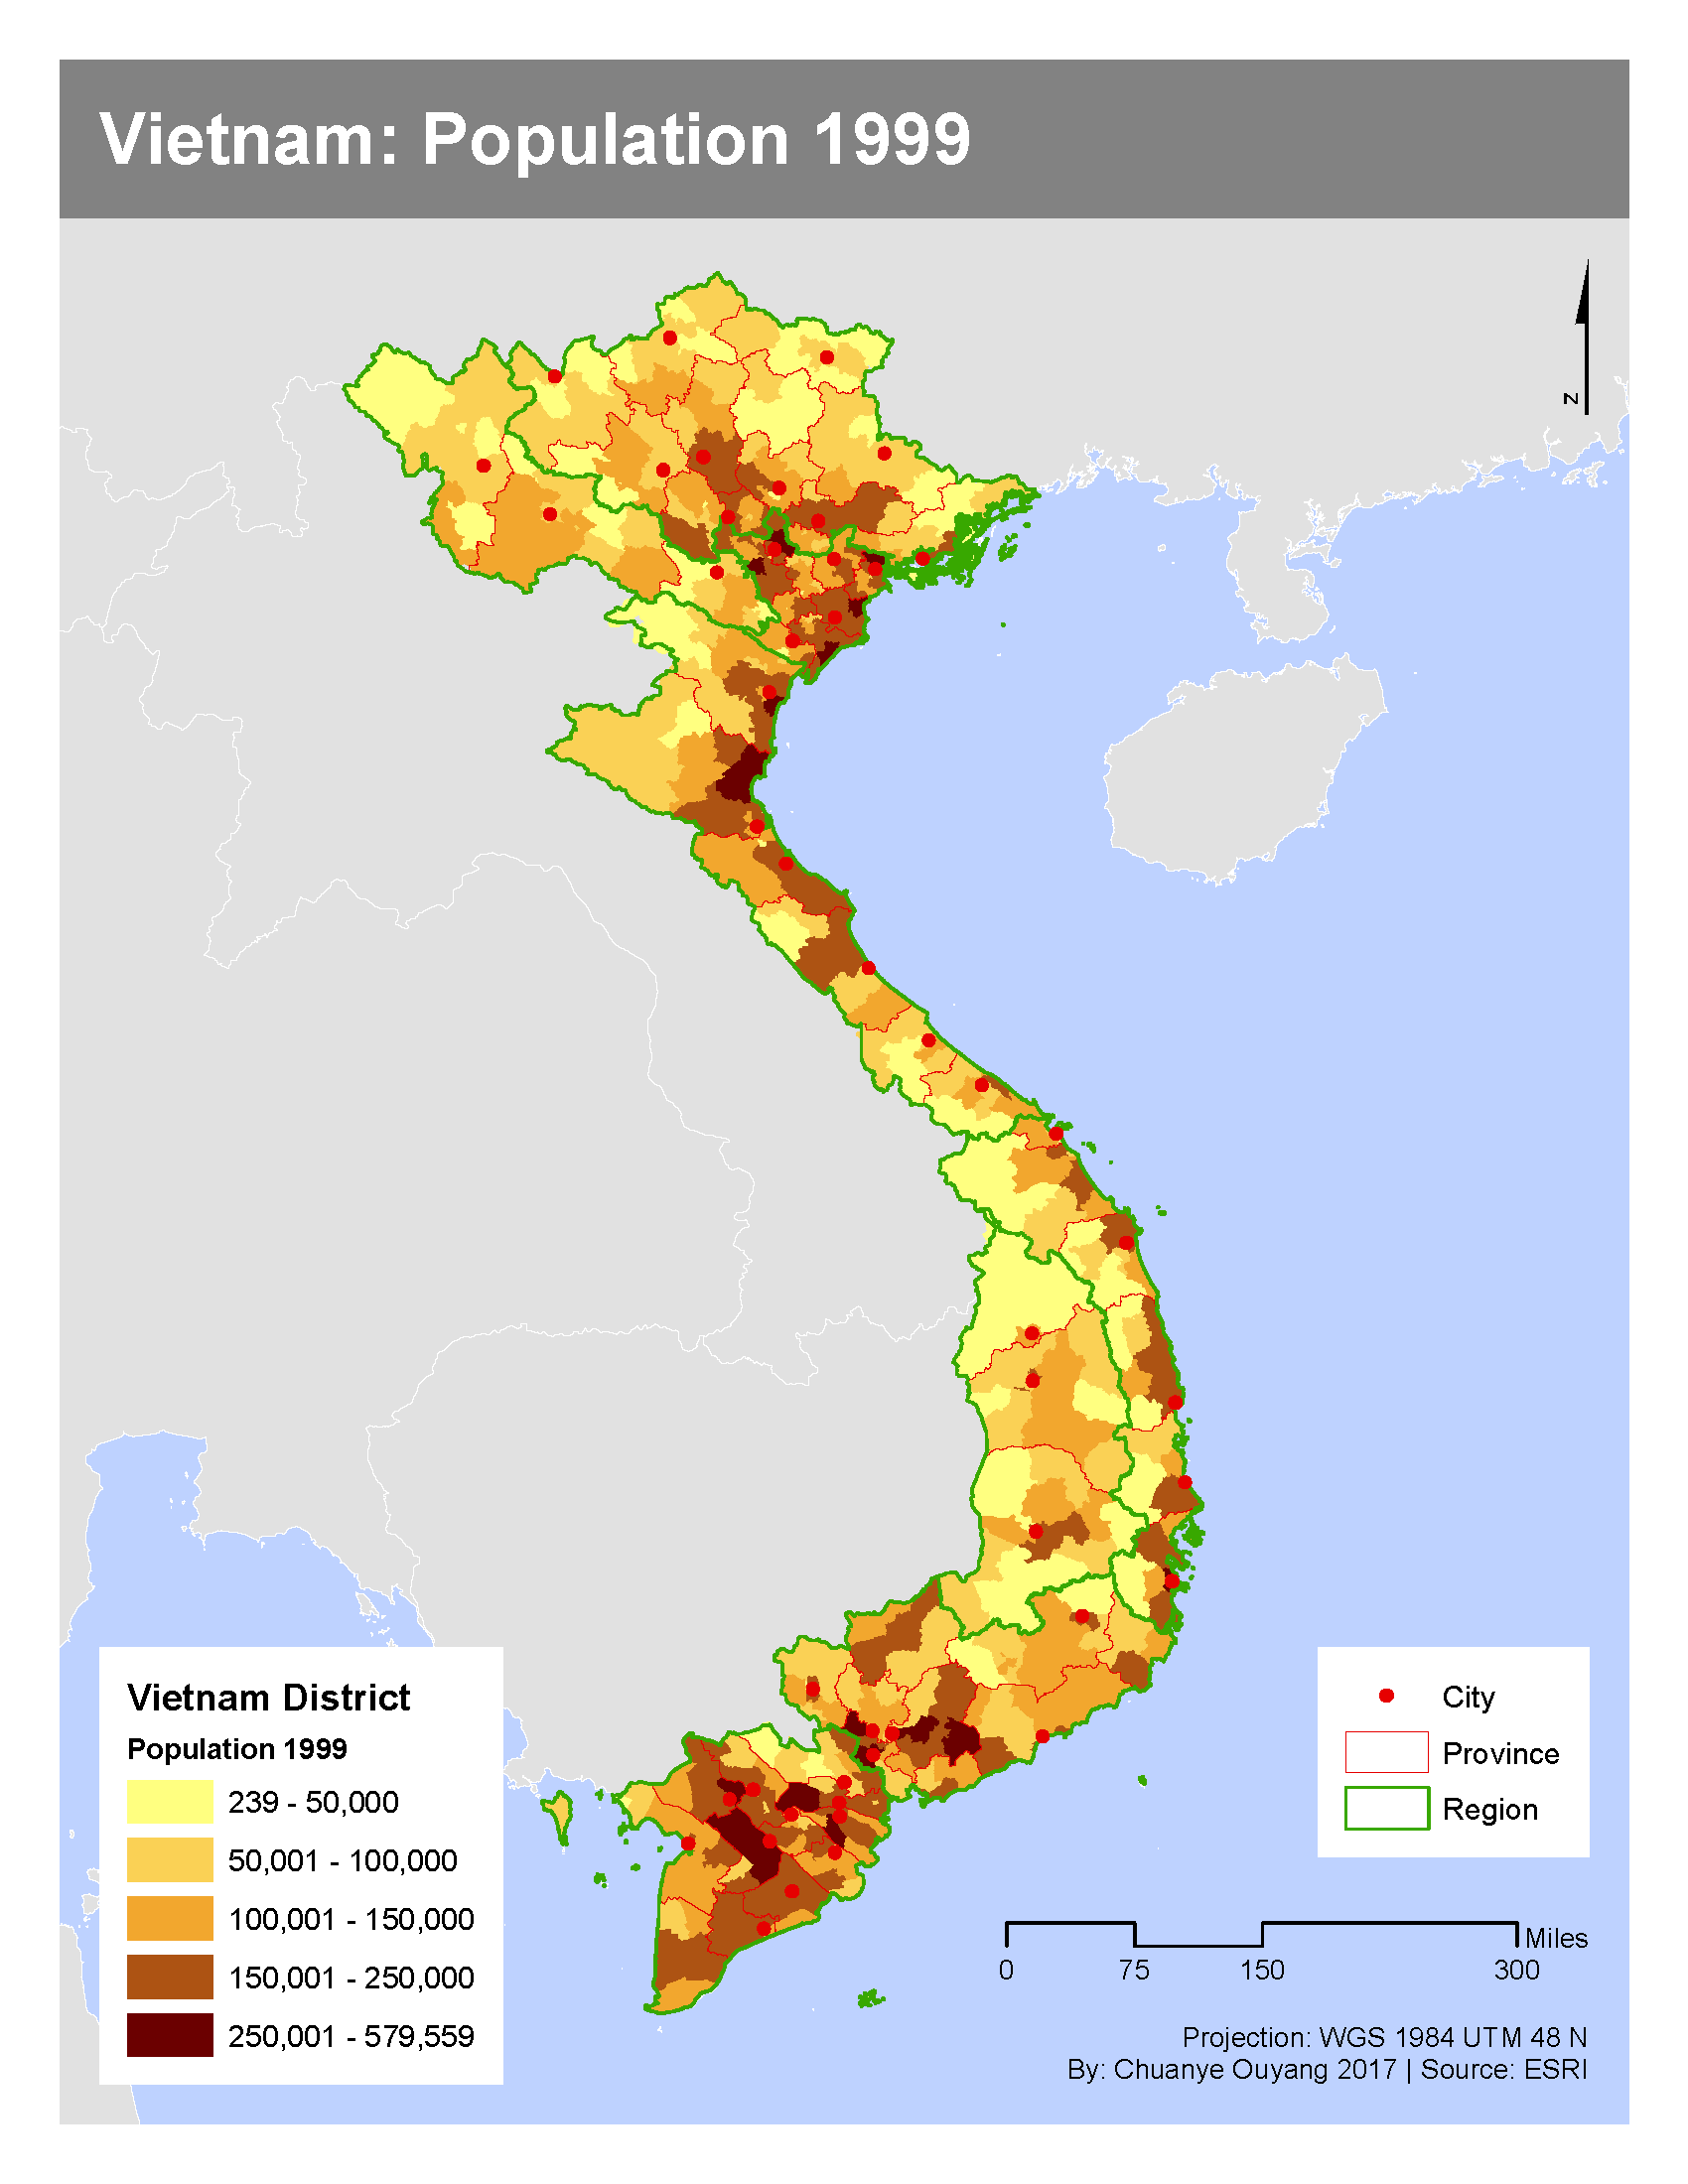 Vietnam: Population 1999
N
Vietnam District
Population 1999
239 - 50,000
50,001 - 100,000
100,001 - 150,000
150,001 - 250,000
250,001 - 579,559
City
Province
Region
Miles
0 75 150 300
Projection: WGS 1984 UTM 48 N
By: Chuanye Ouyang 2017 | Source: ESRI